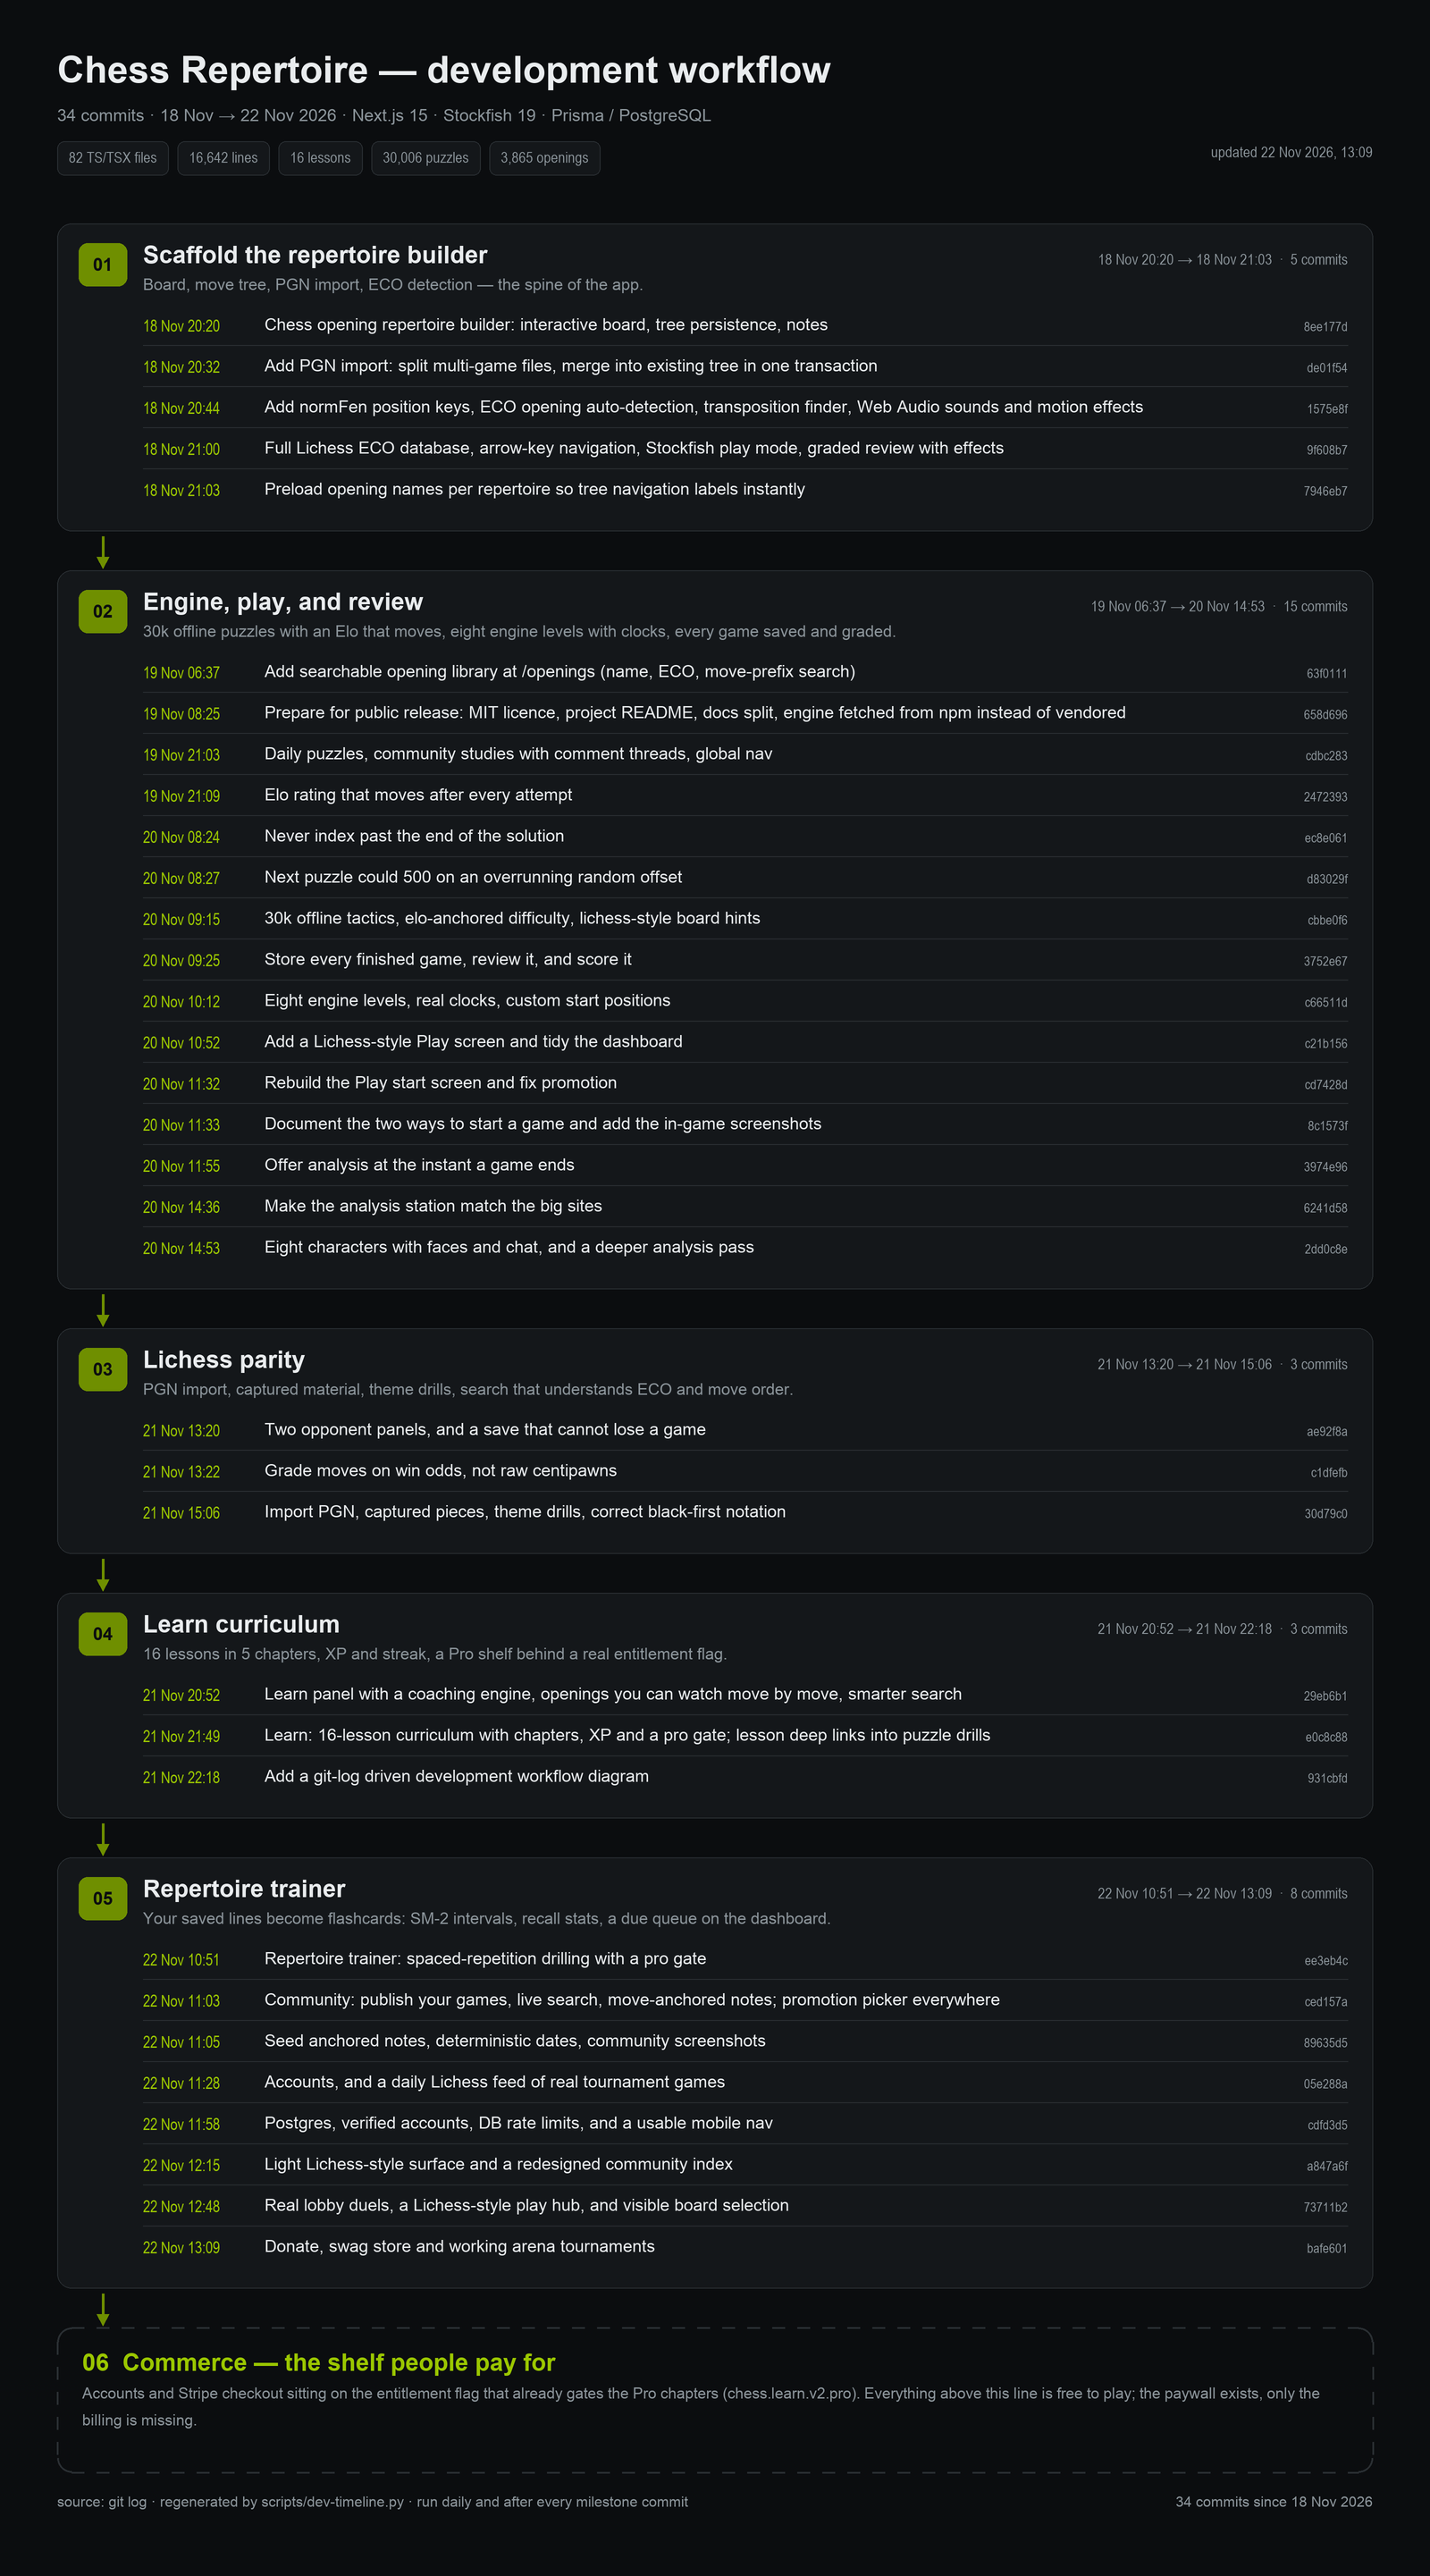 Chess Repertoire — development workflow
34 commits · 18 Nov → 22 Nov 2026 · Next.js 15 · Stockfish 19 · Prisma / PostgreSQL
82 TS/TSX files 16,642 lines 16 lessons 30,006 puzzles 3,865 openings
updated 22 Nov 2026, 13:09
01 Scaffold the repertoire builder 18 Nov 20:20 → 18 Nov 21:03 · 5 commits
Board, move tree, PGN import, ECO detection — the spine of the app.
18 Nov 20:20 Chess opening repertoire builder: interactive board, tree persistence, notes 8ee177d
18 Nov 20:32 Add PGN import: split multi-game files, merge into existing tree in one transaction de01f54
18 Nov 20:44 Add normFen position keys, ECO opening auto-detection, transposition finder, Web Audio sounds and motion effects 1575e8f
18 Nov 21:00 Full Lichess ECO database, arrow-key navigation, Stockfish play mode, graded review with effects 9f608b7
18 Nov 21:03 Preload opening names per repertoire so tree navigation labels instantly 7946eb7
02 Engine, play, and review 19 Nov 06:37 → 20 Nov 14:53 · 15 commits
30k offline puzzles with an Elo that moves, eight engine levels with clocks, every game saved and graded.
19 Nov 06:37 Add searchable opening library at /openings (name, ECO, move-prefix search) 63f0111
19 Nov 08:25 Prepare for public release: MIT licence, project README, docs split, engine fetched from npm instead of vendored 658d696
19 Nov 21:03 Daily puzzles, community studies with comment threads, global nav cdbc283
19 Nov 21:09 Elo rating that moves after every attempt 2472393
20 Nov 08:24 Never index past the end of the solution ec8e061
20 Nov 08:27 Next puzzle could 500 on an overrunning random offset d83029f
20 Nov 09:15 30k offline tactics, elo-anchored difficulty, lichess-style board hints cbbe0f6
20 Nov 09:25 Store every finished game, review it, and score it 3752e67
20 Nov 10:12 Eight engine levels, real clocks, custom start positions c66511d
20 Nov 10:52 Add a Lichess-style Play screen and tidy the dashboard c21b156
20 Nov 11:32 Rebuild the Play start screen and fix promotion cd7428d
20 Nov 11:33 Document the two ways to start a game and add the in-game screenshots 8c1573f
20 Nov 11:55 Offer analysis at the instant a game ends 3974e96
20 Nov 14:36 Make the analysis station match the big sites 6241d58
20 Nov 14:53 Eight characters with faces and chat, and a deeper analysis pass 2dd0c8e
03 Lichess parity 21 Nov 13:20 → 21 Nov 15:06 · 3 commits
PGN import, captured material, theme drills, search that understands ECO and move order.
21 Nov 13:20 Two opponent panels, and a save that cannot lose a game ae92f8a
21 Nov 13:22 Grade moves on win odds, not raw centipawns c1dfefb
21 Nov 15:06 Import PGN, captured pieces, theme drills, correct black-first notation 30d79c0
04 Learn curriculum 21 Nov 20:52 → 21 Nov 22:18 · 3 commits
16 lessons in 5 chapters, XP and streak, a Pro shelf behind a real entitlement flag.
21 Nov 20:52 Learn panel with a coaching engine, openings you can watch move by move, smarter search 29eb6b1
21 Nov 21:49 Learn: 16-lesson curriculum with chapters, XP and a pro gate; lesson deep links into puzzle drills e0c8c88
21 Nov 22:18 Add a git-log driven development workflow diagram 931cbfd
05 Repertoire trainer 22 Nov 10:51 → 22 Nov 13:09 · 8 commits
Your saved lines become flashcards: SM-2 intervals, recall stats, a due queue on the dashboard.
22 Nov 10:51 Repertoire trainer: spaced-repetition drilling with a pro gate ee3eb4c
22 Nov 11:03 Community: publish your games, live search, move-anchored notes; promotion picker everywhere ced157a
22 Nov 11:05 Seed anchored notes, deterministic dates, community screenshots 89635d5
22 Nov 11:28 Accounts, and a daily Lichess feed of real tournament games 05e288a
22 Nov 11:58 Postgres, verified accounts, DB rate limits, and a usable mobile nav cdfd3d5
22 Nov 12:15 Light Lichess-style surface and a redesigned community index a847a6f
22 Nov 12:48 Real lobby duels, a Lichess-style play hub, and visible board selection 73711b2
22 Nov 13:09 Donate, swag store and working arena tournaments bafe601
06 Commerce — the shelf people pay for
Accounts and Stripe checkout sitting on the entitlement flag that already gates the Pro chapters (chess.learn.v2.pro). Everything above this line is free to play; the paywall exists, only the
billing is missing.
source: git log · regenerated by scripts/dev-timeline.py · run daily and after every milestone commit 34 commits since 18 Nov 2026